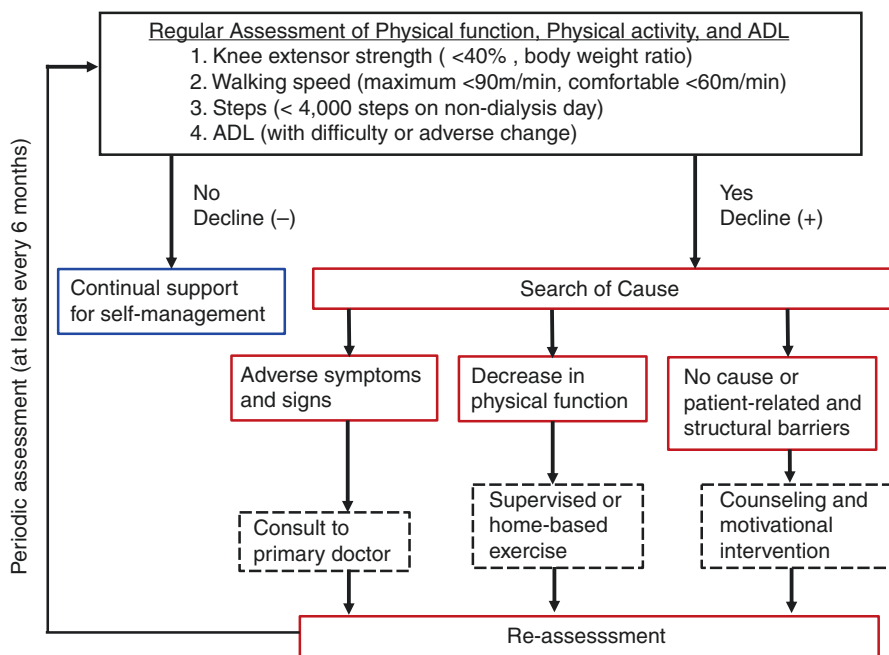 Regular Assessment of Physical function, Physical activity, and ADL
1. Knee extensor strength ( <40% , body weight ratio)
2. Walking speed (maximum <90m/min, comfortable <60m/min)
3. Steps (< 4,000 steps on non-dialysis day)
4. ADL (with difficulty or adverse change)
Periodic assessment (at least every 6 months)
No
Decline (–)
Yes
Decline (+)
Continual support
for self-management
Search of Cause
Adverse symptoms
and signs
Decrease in
physical function
No cause or
patient-related and
structural barriers
Consult to
primary doctor
Supervised or
home-based
exercise
Counseling and
motivational
intervention
Re-assesssment